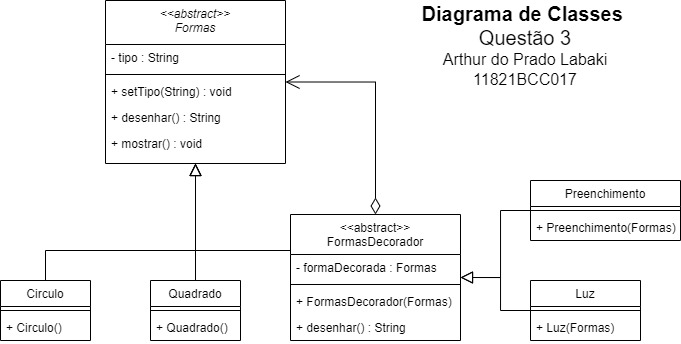 <<abstract>>
Formas
- tipo : String
+ setTipo(String) : void
+ desenhar() : String
+ mostrar() : void
Diagrama de Classes
Questão 3
Arthur do Prado Labaki
11821BCC017
<<abstract>>
FormasDecorador
- formaDecorada : Formas
+ FormasDecorador(Formas)
+ desenhar() : String
Preenchimento
+ Preenchimento(Formas)
Circulo
+ Circulo()
Quadrado
+ Quadrado()
Luz
+ Luz(Formas)